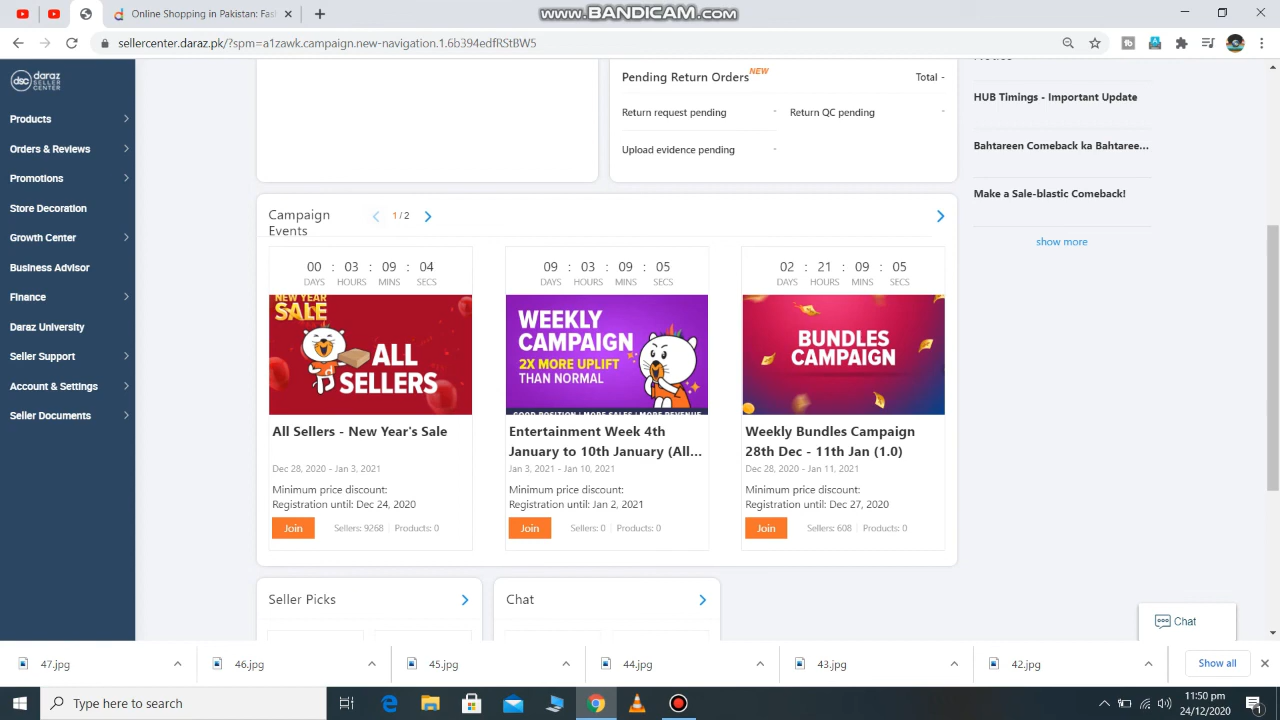 Online Shopping in Daraz.pk: Fas
www.BANDICAM.com
sellercenter.daraz.pk/?spm=a1zawk.campaign.new-navigation.1.6b394edfRStBW5
dsc daraz SELLER CENTER
Products
Orders & Reviews
Promotions
Store Decoration
Growth Center
Business Advisor
Finance
Daraz University
Seller Support
Account & Settings
Seller Documents
Pending Return Orders NEW Total -
Return request pending - Return QC pending -
Upload evidence pending -
HUB Timings - Important Update
Bahtareen Comeback ka Bahtaree...
Make a Sale-blastic Comeback!
show more
Campaign Events 1 / 2
00 : 03 : 09 : 04
DAYS HOURS MINS SECS
NEW YEAR SALE
ALL SELLERS
All Sellers - New Year's Sale
Dec 28, 2020 - Jan 3, 2021
Minimum price discount:
Registration until: Dec 24, 2020
Join Sellers: 9268 | Products: 0
09 : 03 : 09 : 05
DAYS HOURS MINS SECS
WEEKLY
CAMPAIGN
2X MORE UPLIFT
THAN NORMAL
GOOD POSITION | MORE SALES | MORE REVENUE
Entertainment Week 4th
January to 10th January (All...
Jan 3, 2021 - Jan 10, 2021
Minimum price discount:
Registration until: Jan 2, 2021
Join Sellers: 0 | Products: 0
02 : 21 : 09 : 05
DAYS HOURS MINS SECS
BUNDLES
CAMPAIGN
Weekly Bundles Campaign
28th Dec - 11th Jan (1.0)
Dec 28, 2020 - Jan 11, 2021
Minimum price discount:
Registration until: Dec 27, 2020
Join Sellers: 608 | Products: 0
Seller Picks
Chat
Chat
47.jpg 46.jpg 45.jpg 44.jpg 43.jpg 42.jpg Show all
Type here to search
11:50 pm
24/12/2020